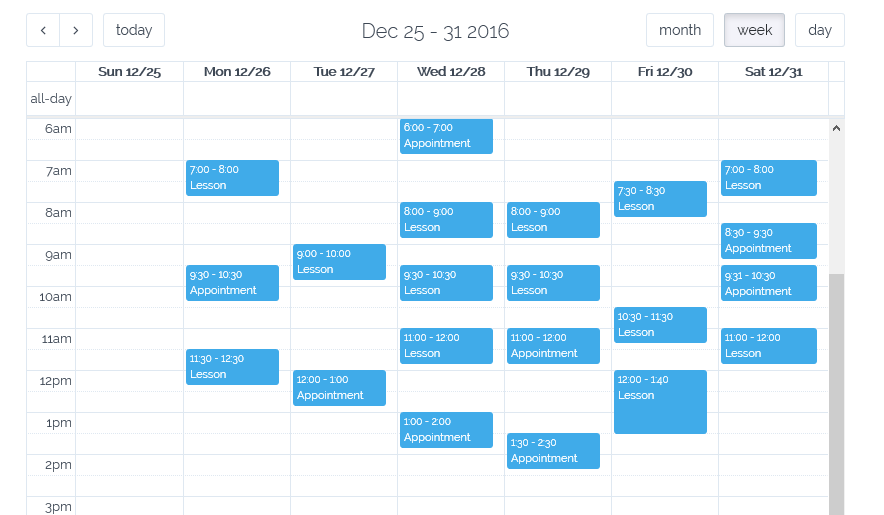 today
Dec 25 - 31 2016
month
week
day
Sun 12/25
Mon 12/26
Tue 12/27
Wed 12/28
Thu 12/29
Fri 12/30
Sat 12/31
all-day
6am
6:00 - 7:00
Appointment
7am
7:00 - 8:00
Lesson
7:00 - 8:00
Lesson
7:30 - 8:30
Lesson
8am
8:00 - 9:00
Lesson
8:00 - 9:00
Lesson
8:30 - 9:30
Appointment
9am
9:00 - 10:00
Lesson
9:30 - 10:30
Appointment
9:30 - 10:30
Lesson
9:30 - 10:30
Lesson
9:31 - 10:30
Appointment
10am
10:30 - 11:30
Lesson
11am
11:00 - 12:00
Lesson
11:00 - 12:00
Appointment
11:00 - 12:00
Lesson
11:30 - 12:30
Lesson
12pm
12:00 - 1:00
Appointment
12:00 - 1:40
Lesson
1pm
1:00 - 2:00
Appointment
1:30 - 2:30
Appointment
2pm
3pm